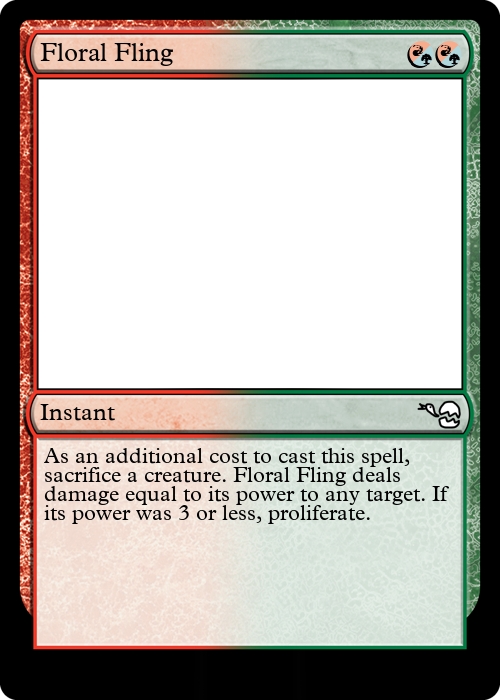 Floral Fling
Instant
As an additional cost to cast this spell,
sacrifice a creature. Floral Fling deals
damage equal to its power to any target. If
its power was 3 or less, proliferate.